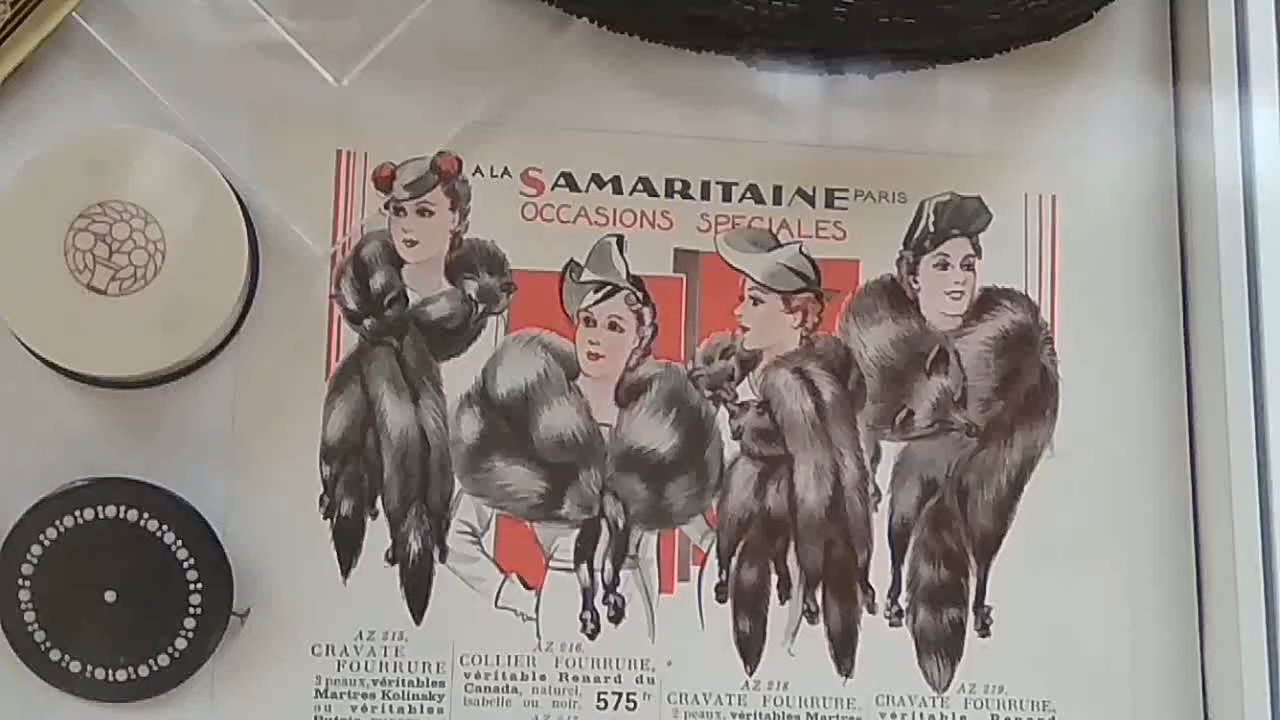 A LA SAMARITAINE PARIS
OCCASIONS SPECIALES
AZ 215.
CRAVATE
FOURRURE
3 peaux, véritables
Martres Kolinsky
ou véritables
AZ 216.
COLLIER FOURRURE,
véritable Renard du
Canada, naturel,
isabelle ou noir. 575 fr
AZ 218
CRAVATE FOURRURE.
2 peaux, véritables Martres
AZ 219.
CRAVATE FOURRURE,
véritable Renard